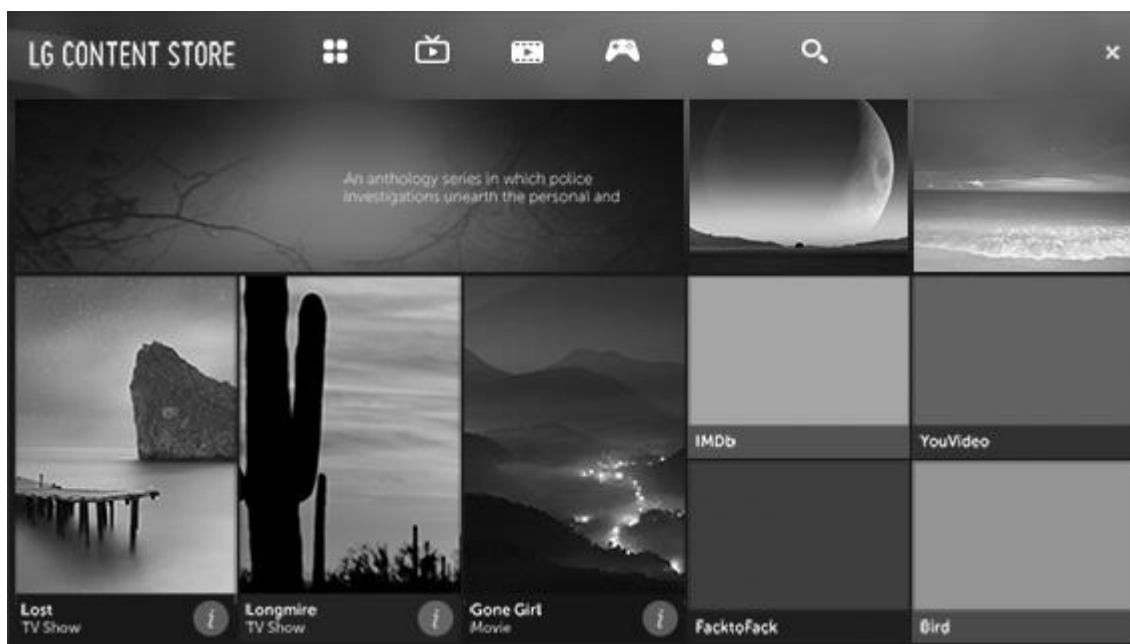 LG CONTENT STORE
An anthology series in which police
investigations unearth the personal and
IMDb
YouVideo
Lost
TV Show
i
Longmire
TV Show
i
Gone Girl
Movie
i
FacktoFack
Bird